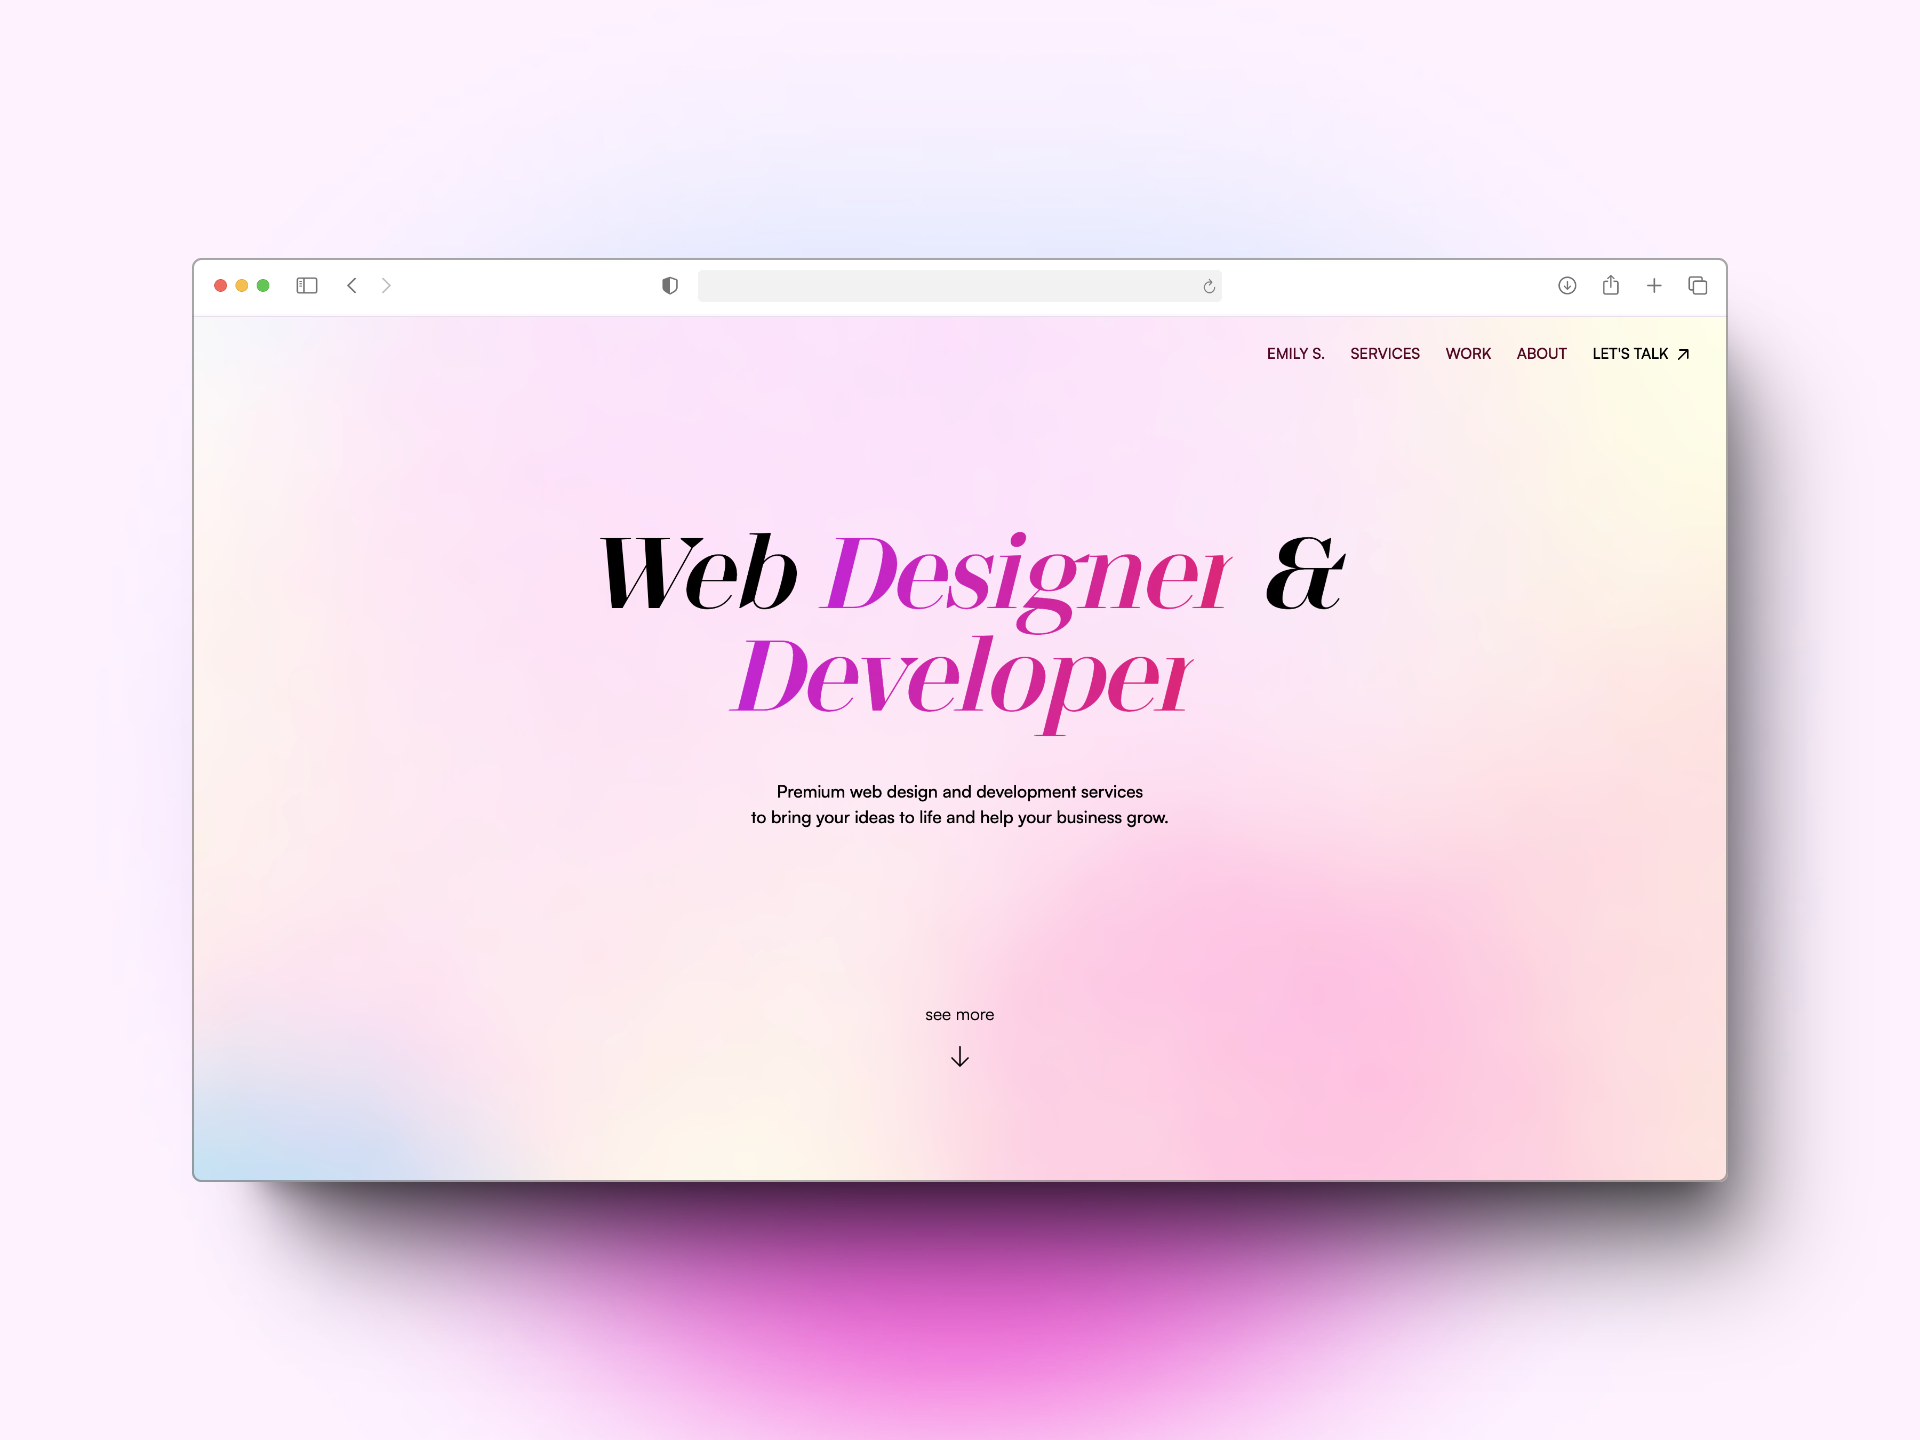 EMILY S. SERVICES WORK ABOUT LET'S TALK
Web Designer &
Developer
Premium web design and development services
to bring your ideas to life and help your business grow.
see more